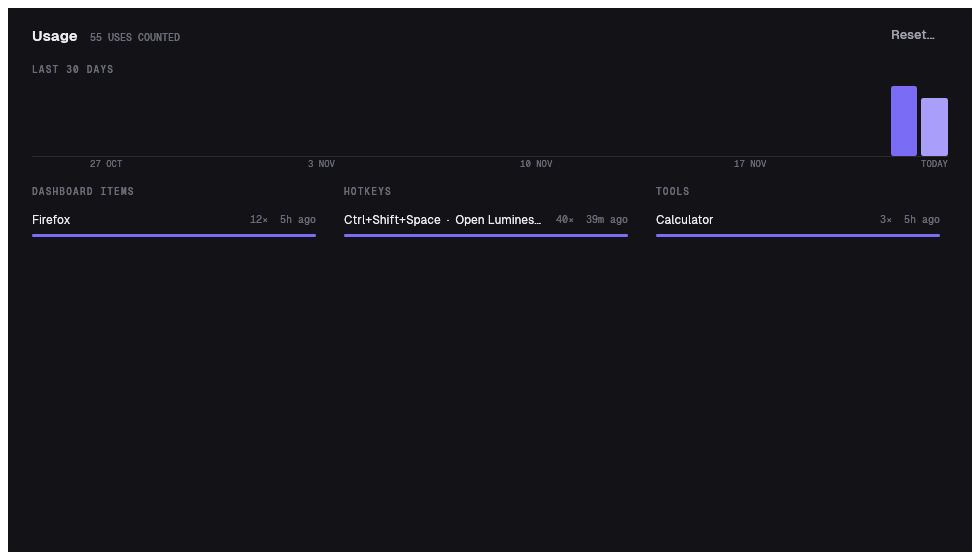 Usage 55 USES COUNTED Reset…
LAST 30 DAYS
27 OCT 3 NOV 10 NOV 17 NOV TODAY
DASHBOARD ITEMS HOTKEYS TOOLS
Firefox 12× 5h ago Ctrl+Shift+Space · Open Lumines… 40× 39m ago Calculator 3× 5h ago